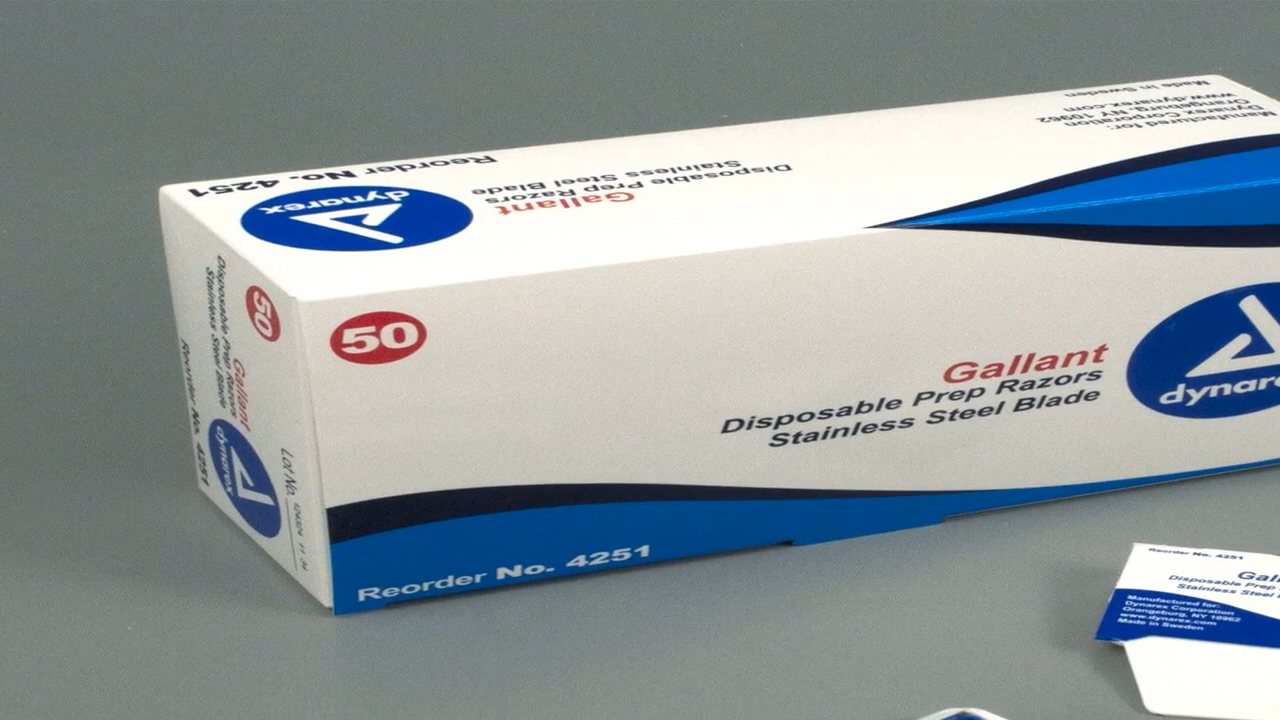 Reorder No. 4251
dynarex
Gallant
Disposable Prep Razors
Stainless Steel Blade
Manufactured for:
Dynarex Corporation
Orangeburg, NY 10962
www.dynarex.com
Made in Sweden
50
Disposable Prep Razors
Stainless Steel Blade
Gallant
Reorder No. 4251
dynarex
Lot No.
50
Gallant
Disposable Prep Razors
Stainless Steel Blade
dynare
Reorder No. 4251
Reorder No. 4251
Gall
Disposable Prep
Stainless Steel
Manufactured for:
Dynarex Corporation
Orangeburg, NY 10962
www.dynarex.com
Made in Sweden